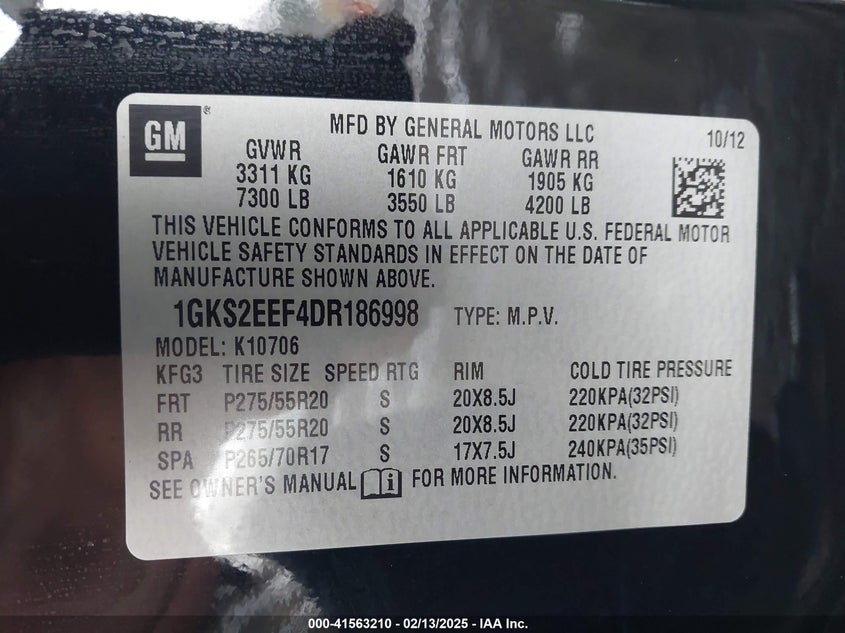 GM ®
MFD BY GENERAL MOTORS LLC
10/12
GVWR GAWR FRT GAWR RR
3311 KG 1610 KG 1905 KG
7300 LB 3550 LB 4200 LB
THIS VEHICLE CONFORMS TO ALL APPLICABLE U.S. FEDERAL MOTOR
VEHICLE SAFETY STANDARDS IN EFFECT ON THE DATE OF
MANUFACTURE SHOWN ABOVE.
1GKS2EEF4DR186998 TYPE: M.P.V.
MODEL: K10706
KFG3 TIRE SIZE SPEED RTG RIM COLD TIRE PRESSURE
FRT P275/55R20 S 20X8.5J 220KPA(32PSI)
RR P275/55R20 S 20X8.5J 220KPA(32PSI)
SPA P265/70R17 S 17X7.5J 240KPA(35PSI)
SEE OWNER'S MANUAL i FOR MORE INFORMATION.
000-41563210 - 02/13/2025 - IAA Inc.